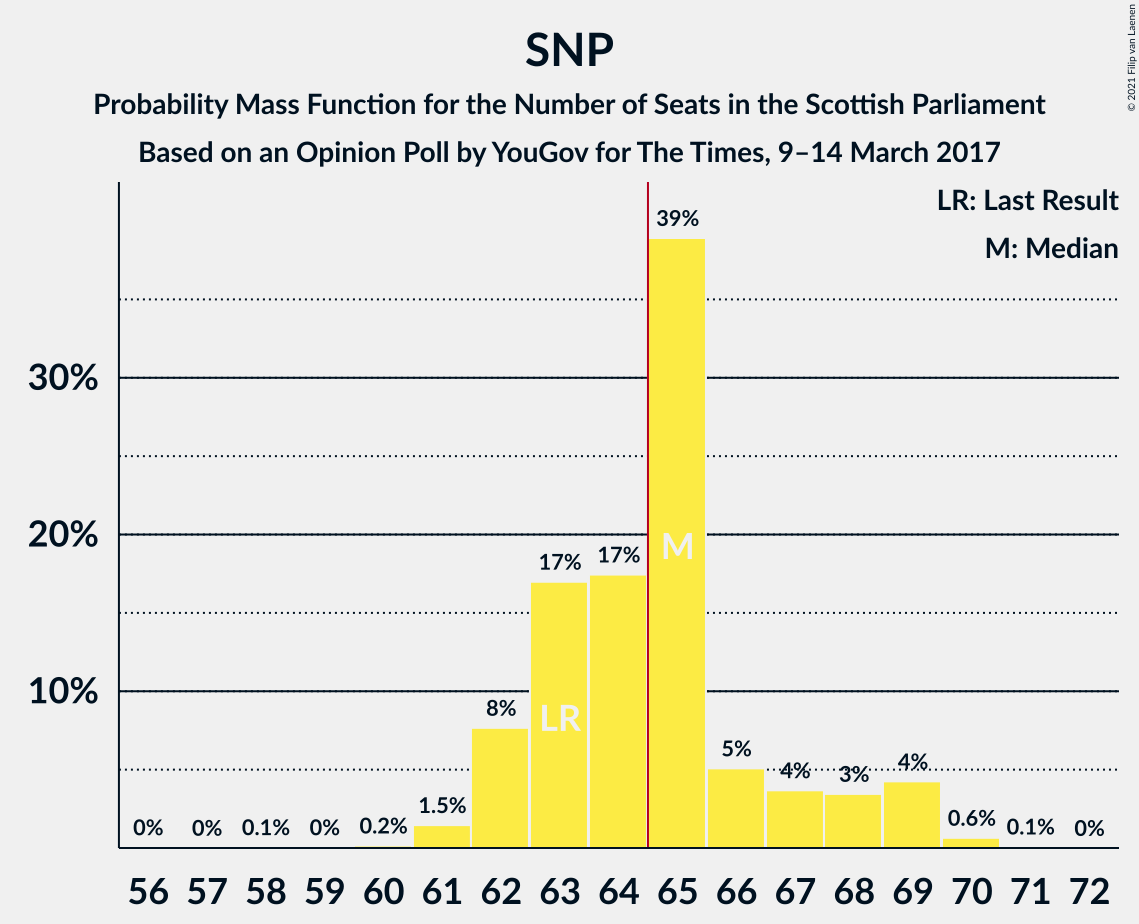 SNP
Probability Mass Function for the Number of Seats in the Scottish Parliament
Based on an Opinion Poll by YouGov for The Times, 9–14 March 2017
© 2021 Filip van Laenen
LR: Last Result
M: Median
30%
20%
10%
0% 0% 0.1% 0% 0.2% 1.5% 8% 17% 17% 39% 5% 4% 3% 4% 0.6% 0.1% 0%
LR
M
56 57 58 59 60 61 62 63 64 65 66 67 68 69 70 71 72